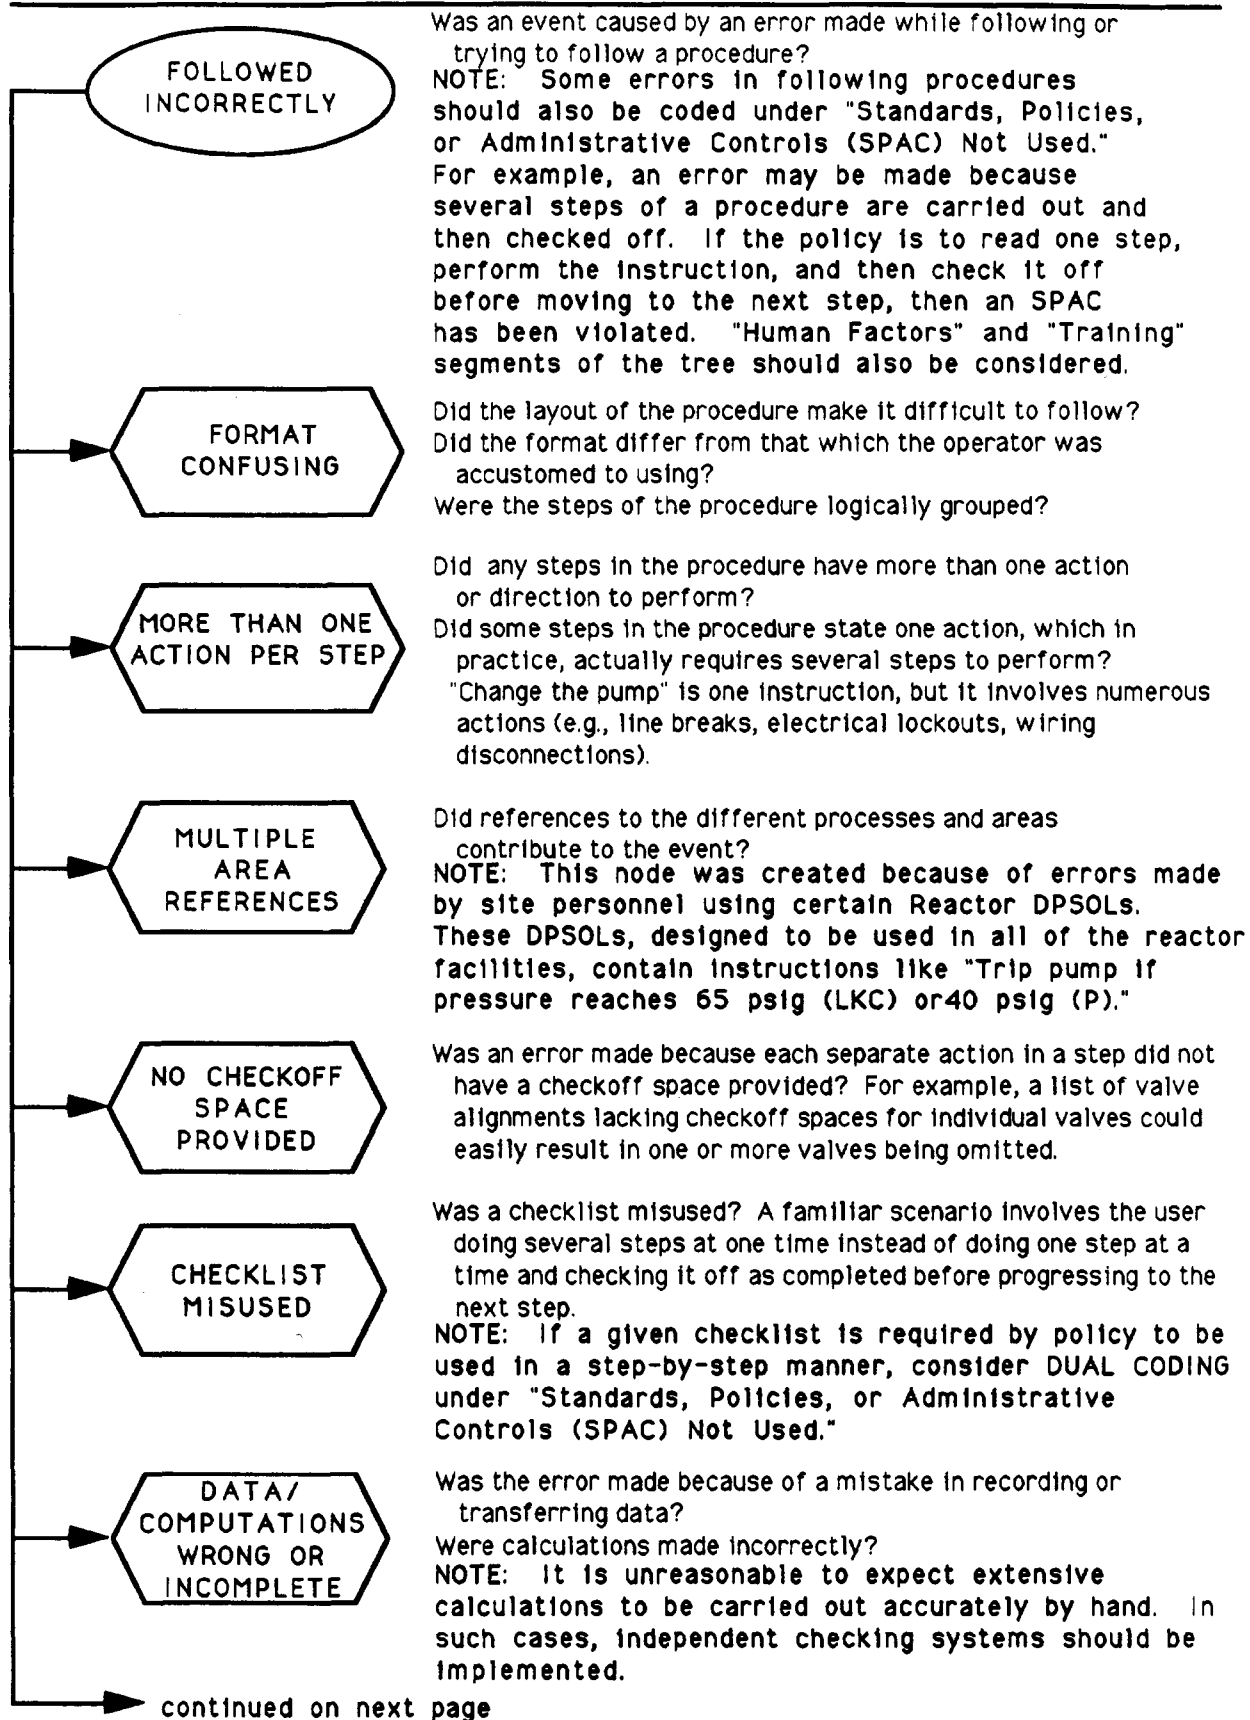 FOLLOWED
INCORRECTLY
Was an event caused by an error made while following or
trying to follow a procedure?
NOTE: Some errors in following procedures
should also be coded under "Standards, Policies,
or Administrative Controls (SPAC) Not Used."
For example, an error may be made because
several steps of a procedure are carried out and
then checked off. If the policy is to read one step,
perform the instruction, and then check it off
before moving to the next step, then an SPAC
has been violated. "Human Factors" and "Training"
segments of the tree should also be considered.
FORMAT
CONFUSING
Did the layout of the procedure make it difficult to follow?
Did the format differ from that which the operator was
accustomed to using?
Were the steps of the procedure logically grouped?
MORE THAN ONE
ACTION PER STEP
Did any steps in the procedure have more than one action
or direction to perform?
Did some steps in the procedure state one action, which in
practice, actually requires several steps to perform?
"Change the pump" is one instruction, but it involves numerous
actions (e.g., line breaks, electrical lockouts, wiring
disconnections).
MULTIPLE
AREA
REFERENCES
Did references to the different processes and areas
contribute to the event?
NOTE: This node was created because of errors made
by site personnel using certain Reactor DPSOLs.
These DPSOLs, designed to be used in all of the reactor
facilities, contain instructions like "Trip pump if
pressure reaches 65 psig (LKC) or40 psig (P)."
NO CHECKOFF
SPACE
PROVIDED
Was an error made because each separate action in a step did not
have a checkoff space provided? For example, a list of valve
alignments lacking checkoff spaces for individual valves could
easily result in one or more valves being omitted.
CHECKLIST
MISUSED
Was a checklist misused? A familiar scenario involves the user
doing several steps at one time instead of doing one step at a
time and checking it off as completed before progressing to the
next step.
NOTE: If a given checklist is required by policy to be
used in a step-by-step manner, consider DUAL CODING
under "Standards, Policies, or Administrative
Controls (SPAC) Not Used."
DATA/
COMPUTATIONS
WRONG OR
INCOMPLETE
Was the error made because of a mistake in recording or
transferring data?
Were calculations made incorrectly?
NOTE: It is unreasonable to expect extensive
calculations to be carried out accurately by hand. In
such cases, independent checking systems should be
implemented.
continued on next page